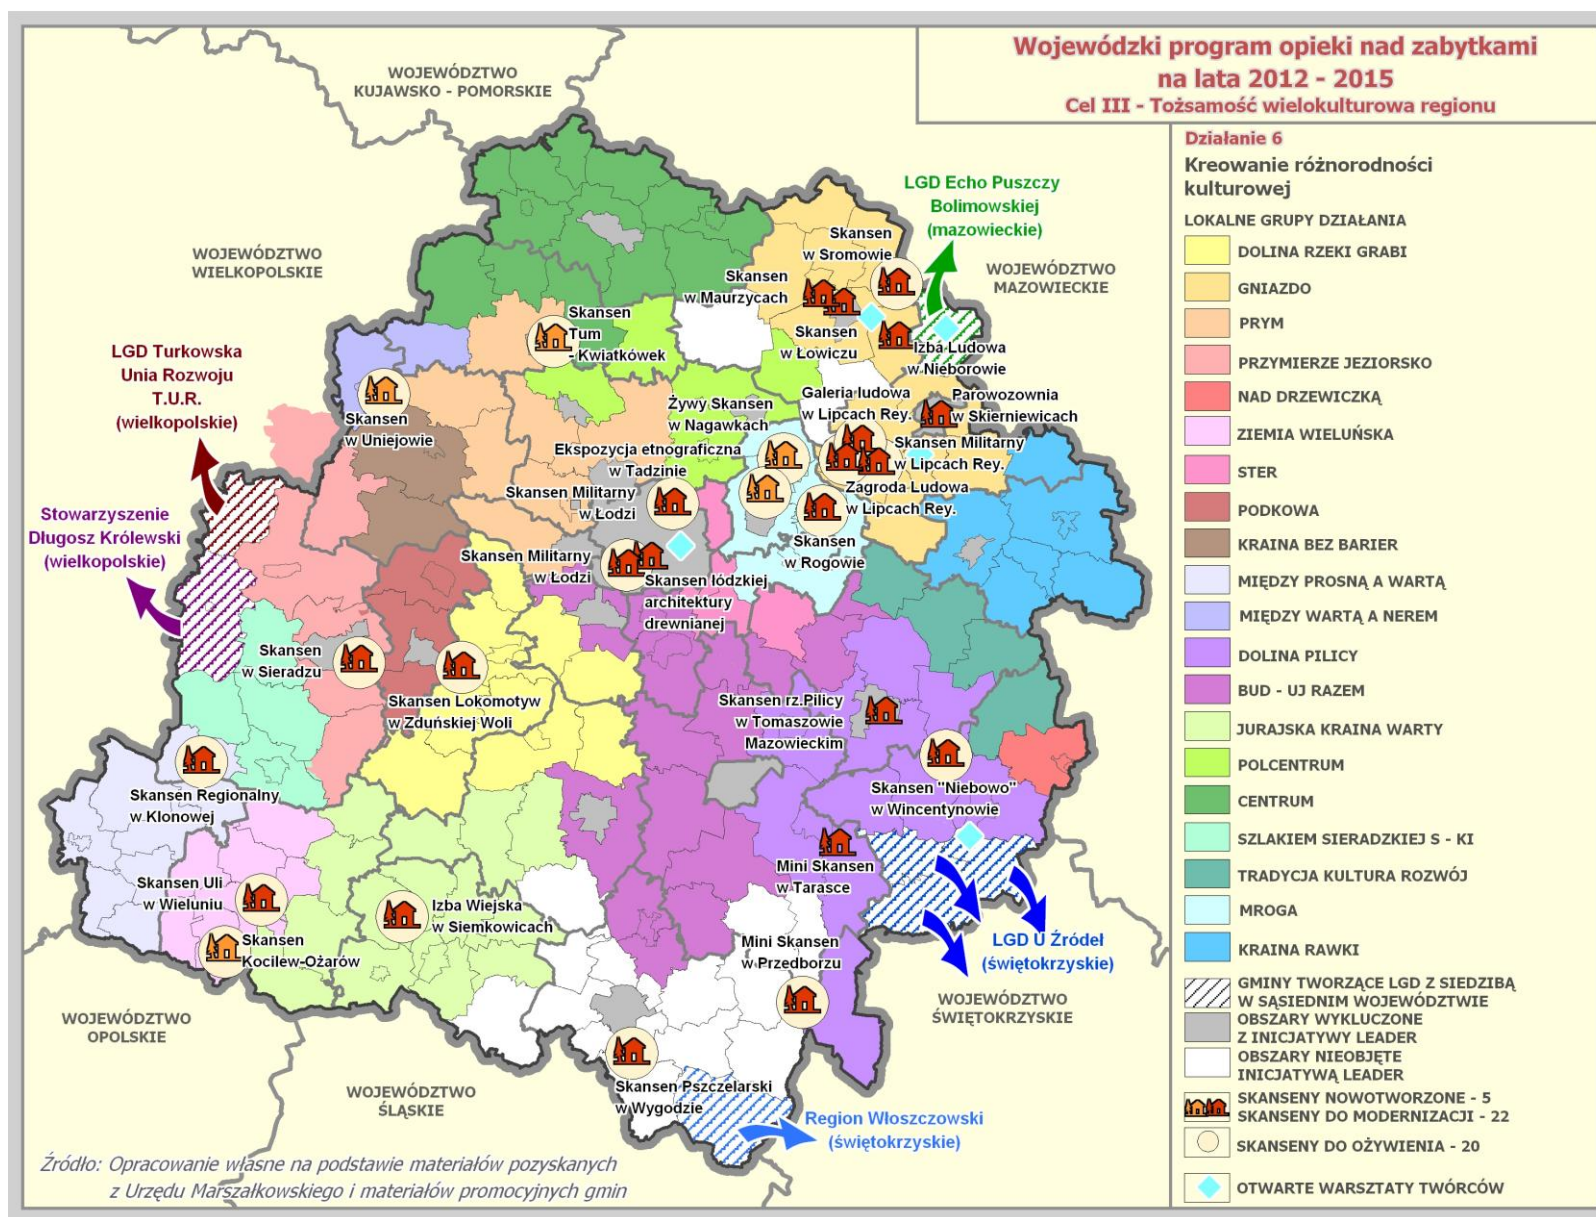 Wojewódzki program opieki nad zabytkami
na lata 2012 - 2015
Cel III - Tożsamość wielokulturowa regionu
WOJEWÓDZTWO
KUJAWSKO - POMORSKIE
WOJEWÓDZTWO
WIELKOPOLSKIE
LGD Echo Puszczy
Bolimowskiej
(mazowieckie)
WOJEWÓDZTWO
MAZOWIECKIE
Skansen
w Sromowie
Skansen
w Maurzycach
Skansen
w Łowiczu
Izba Ludowa
w Nieborowie
Skansen
Tum
- Kwiatkówek
LGD Turkowska
Unia Rozwoju
T.U.R.
(wielkopolskie)
Skansen
w Uniejowie
Żywy Skansen
w Nagawkach
Galeria ludowa
w Lipcach Rey.
Parowozownia
w Skierniewicach
Ekspozycja etnograficzna
w Tadzinie
Skansen Militarny
w Lipcach Rey.
Skansen Militarny
w Łodzi
Zagroda Ludowa
w Lipcach Rey.
Stowarzyszenie
Długosz Królewski
(wielkopolskie)
Skansen
w Rogowie
Skansen Militarny
w Łodzi
Skansen łódzkiej
architektury
drewnianej
Skansen
w Sieradzu
Skansen Lokomotyw
w Zduńskiej Woli
Skansen rz.Pilicy
w Tomaszowie
Mazowieckim
Skansen Regionalny
w Klonowej
Skansen "Niebowo"
w Wincentynowie
Mini Skansen
w Tarasce
Skansen Uli
w Wieluniu
Izba Wiejska
w Siemkowicach
Skansen
Kocilew-Ożarów
Mini Skansen
w Przedborzu
LGD U Źródeł
(świętokrzyskie)
WOJEWÓDZTWO
OPOLSKIE
WOJEWÓDZTWO
ŚWIĘTOKRZYSKIE
WOJEWÓDZTWO
ŚLĄSKIE
Skansen Pszczelarski
w Wygodzie
Region Włoszczowski
(świętokrzyskie)
Źródło: Opracowanie własne na podstawie materiałów pozyskanych
z Urzędu Marszałkowskiego i materiałów promocyjnych gmin
Działanie 6
Kreowanie różnorodności
kulturowej
LOKALNE GRUPY DZIAŁANIA
DOLINA RZEKI GRABI
GNIAZDO
PRYM
PRZYMIERZE JEZIORSKO
NAD DRZEWICZKĄ
ZIEMIA WIELUŃSKA
STER
PODKOWA
KRAINA BEZ BARIER
MIĘDZY PROSNĄ A WARTĄ
MIĘDZY WARTĄ A NEREM
DOLINA PILICY
BUD - UJ RAZEM
JURAJSKA KRAINA WARTY
POLCENTRUM
CENTRUM
SZLAKIEM SIERADZKIEJ S - KI
TRADYCJA KULTURA ROZWÓJ
MROGA
KRAINA RAWKI
GMINY TWORZĄCE LGD Z SIEDZIBĄ
W SĄSIEDNIM WOJEWÓDZTWIE
OBSZARY WYKLUCZONE
Z INICJATYWY LEADER
OBSZARY NIEOBJĘTE
INICJATYWĄ LEADER
SKANSENY NOWOTWORZONE - 5
SKANSENY DO MODERNIZACJI - 22
SKANSENY DO OŻYWIENIA - 20
OTWARTE WARSZTATY TWÓRCÓW